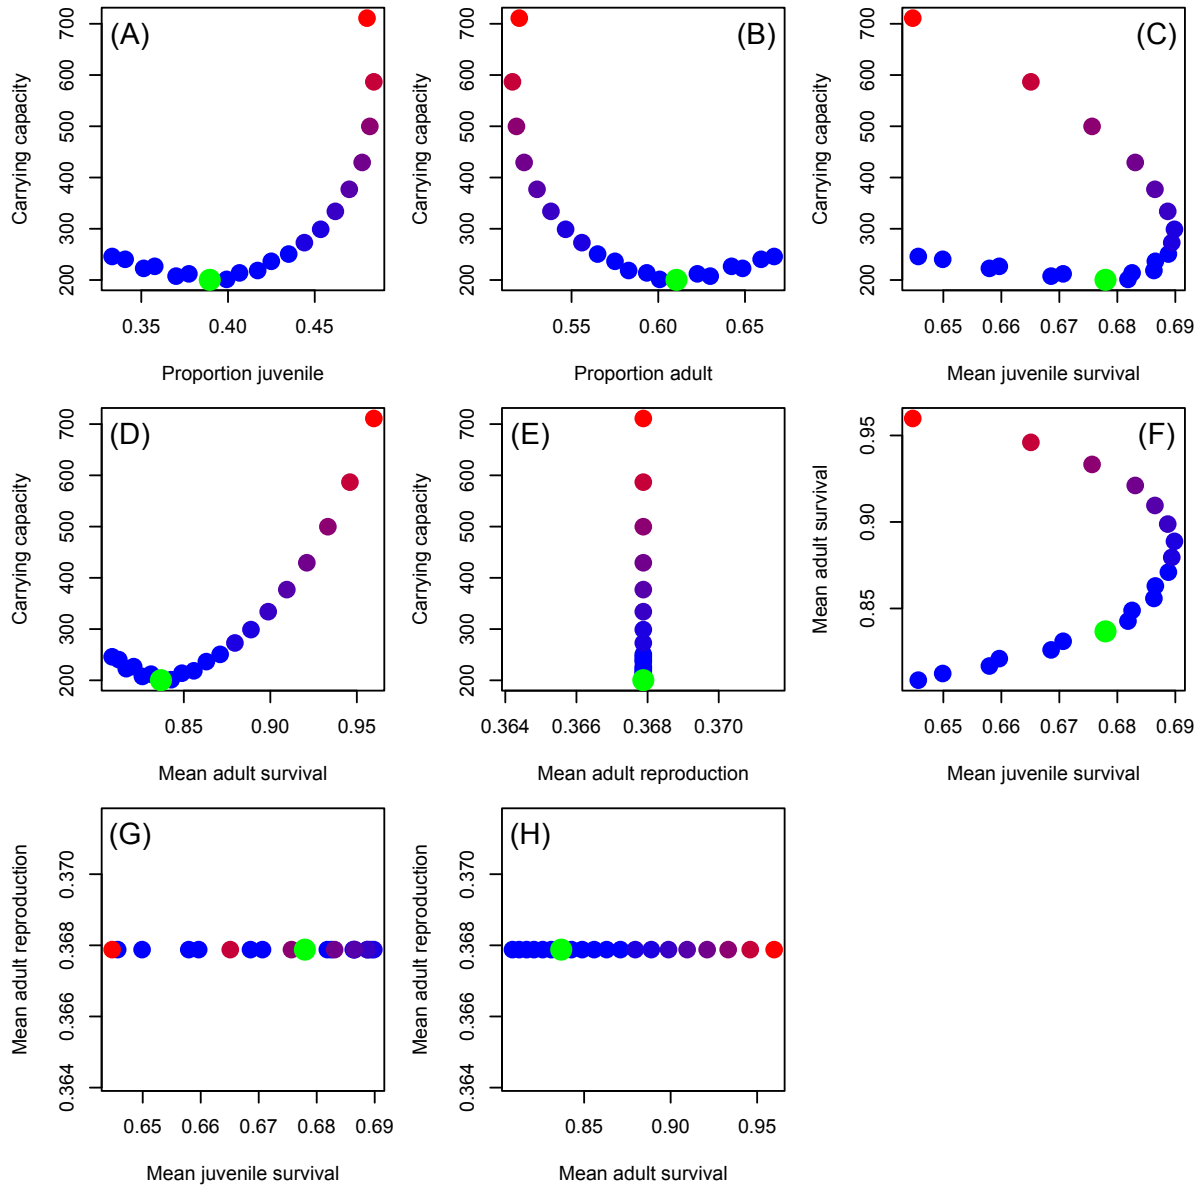 (A)
Carrying capacity
200 300 400 500 600 700
0.35 0.40 0.45
Proportion juvenile
(B)
Carrying capacity
200 300 400 500 600 700
0.55 0.60 0.65
Proportion adult
(C)
Carrying capacity
200 300 400 500 600 700
0.65 0.66 0.67 0.68 0.69
Mean juvenile survival
(D)
Carrying capacity
200 300 400 500 600 700
0.85 0.90 0.95
Mean adult survival
(E)
Carrying capacity
200 300 400 500 600 700
0.364 0.366 0.368 0.370
Mean adult reproduction
(F)
Mean adult survival
0.85 0.90 0.95
0.65 0.66 0.67 0.68 0.69
Mean juvenile survival
(G)
Mean adult reproduction
0.364 0.366 0.368 0.370
0.65 0.66 0.67 0.68 0.69
Mean juvenile survival
(H)
Mean adult reproduction
0.364 0.366 0.368 0.370
0.85 0.90 0.95
Mean adult survival